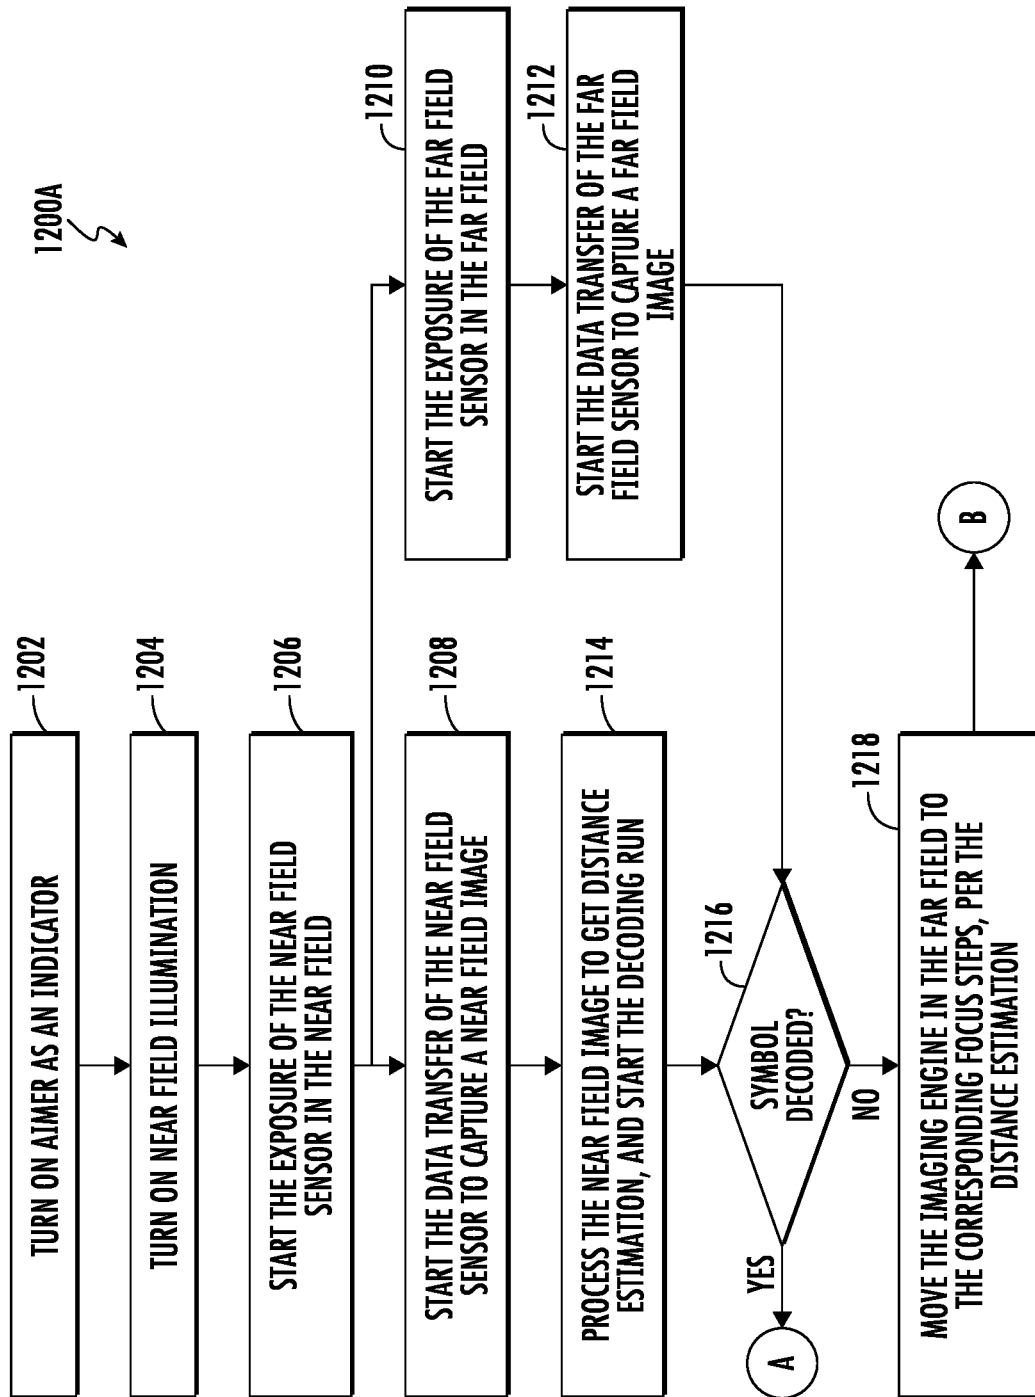 1200A
1202
TURN ON AIMER AS AN INDICATOR
1204
TURN ON NEAR FIELD ILLUMINATION
1206
START THE EXPOSURE OF THE NEAR FIELD
SENSOR IN THE NEAR FIELD
1208
START THE DATA TRANSFER OF THE NEAR FIELD
SENSOR TO CAPTURE A NEAR FIELD IMAGE
1210
START THE EXPOSURE OF THE FAR FIELD
SENSOR IN THE FAR FIELD
1212
START THE DATA TRANSFER OF THE FAR
FIELD SENSOR TO CAPTURE A FAR FIELD
IMAGE
1214
PROCESS THE NEAR FIELD IMAGE TO GET DISTANCE
ESTIMATION, AND START THE DECODING RUN
1216
SYMBOL
DECODED?
YES
A
NO
1218
MOVE THE IMAGING ENGINE IN THE FAR FIELD TO
THE CORRESPONDING FOCUS STEPS, PER THE
DISTANCE ESTIMATION
B